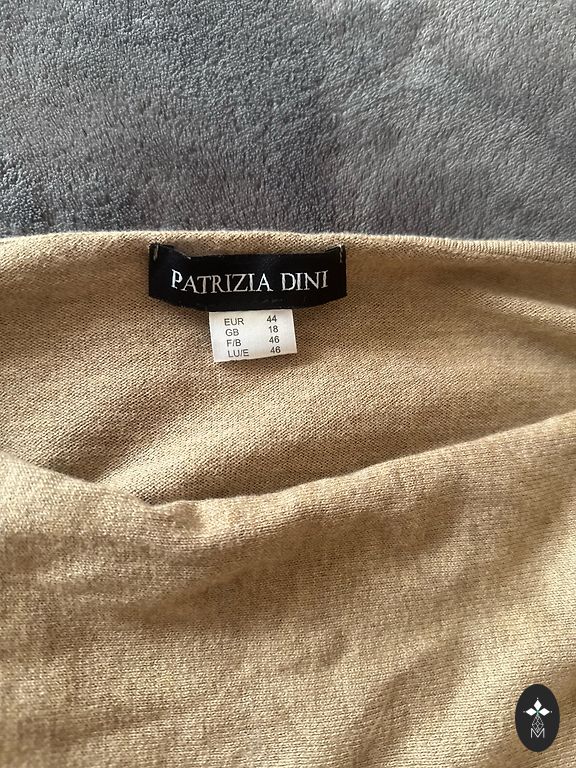 PATRIZIA DINI
EUR 44
GB 18
F/B 46
LU/E 46